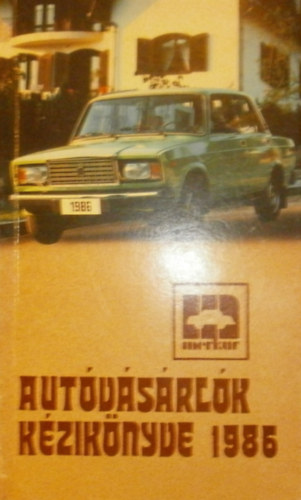 1986
MERKUR
AUTÓVÁSÁRLÓK
KÉZIKÖNYVE 1986